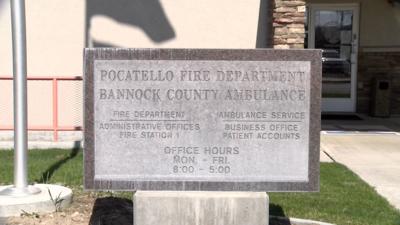 POCATELLO FIRE DEPARTMENT
BANNOCK COUNTY AMBULANCE
FIRE DEPARTMENT
ADMINISTRATIVE OFFICES
FIRE STATION 1
AMBULANCE SERVICE
BUSINESS OFFICE
PATIENT ACCOUNTS
OFFICE HOURS
MON. - FRI.
8:00 - 5:00